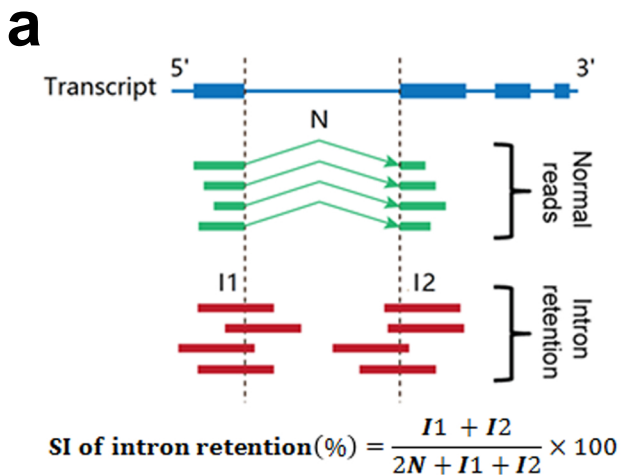 a
5' 3'
Transcript
N
Normal
reads
I1 I2
Intron
retention
SI of intron retention(%) = \frac{I1 + I2}{2N + I1 + I2} × 100